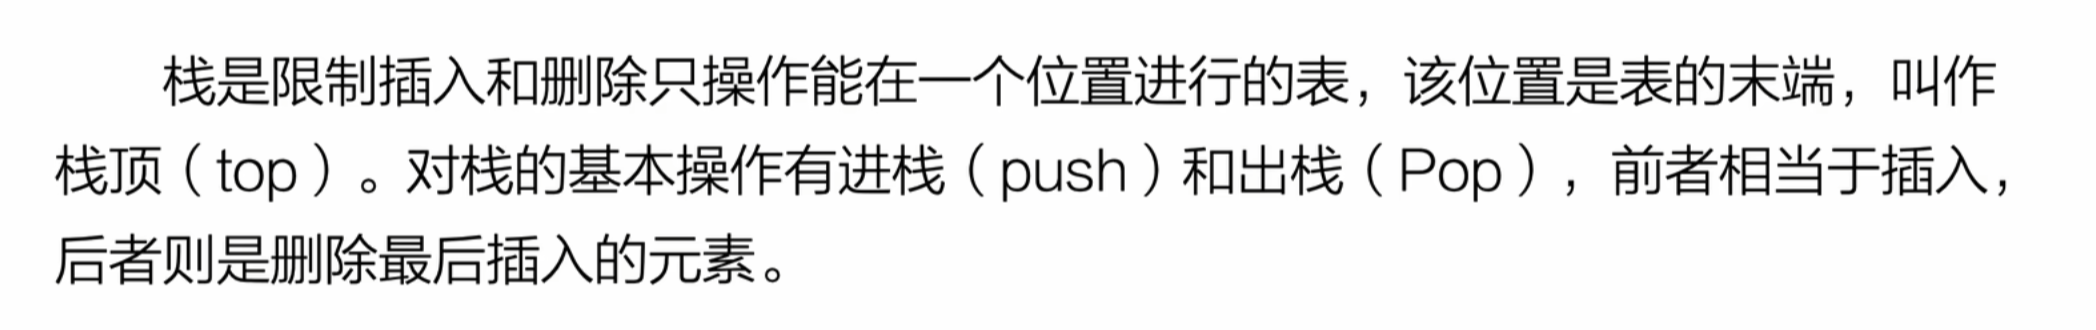 栈是限制插入和删除只操作能在一个位置进行的表，该位置是表的末端，叫作
栈顶（top）。对栈的基本操作有进栈（push）和出栈（Pop），前者相当于插入，
后者则是删除最后插入的元素。